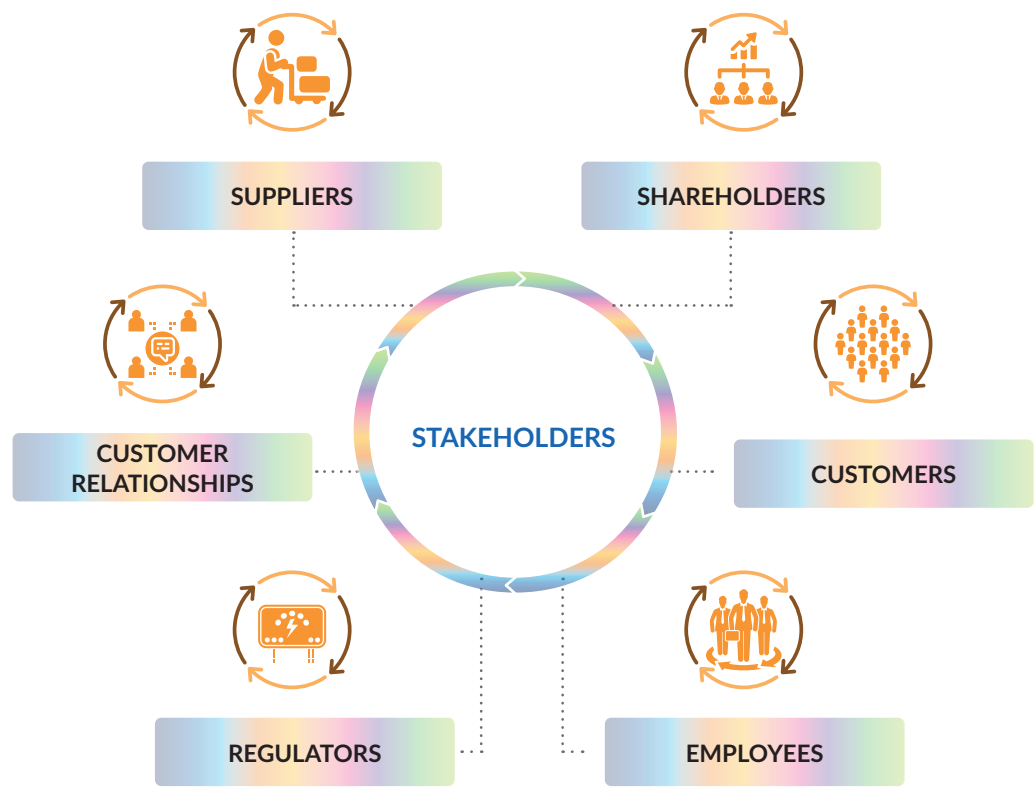 SUPPLIERS
SHAREHOLDERS
STAKEHOLDERS
CUSTOMER
RELATIONSHIPS
CUSTOMERS
REGULATORS
EMPLOYEES